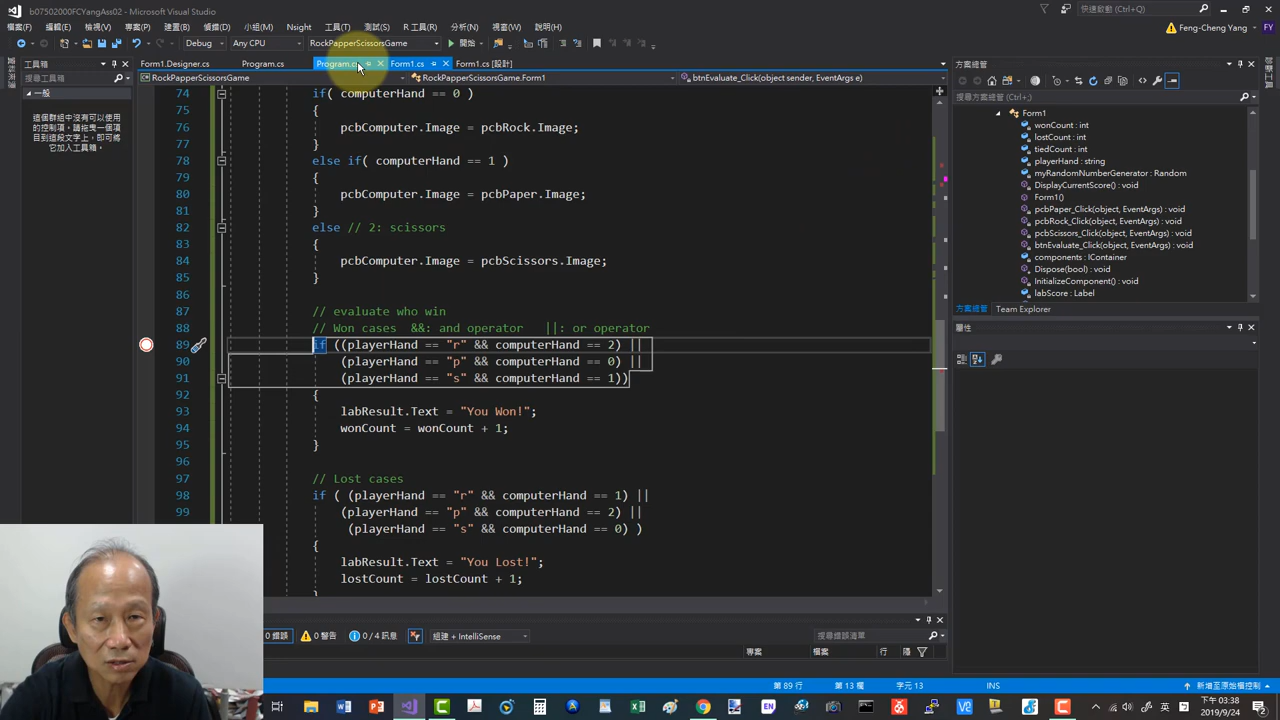 b07502000FCYangAss02 - Microsoft Visual Studio
快速啟動 (Ctrl+Q)
檔案(F) 編輯(E) 檢視(V) 專案(P) 建置(B) 偵錯(D) 小組(M) Nsight 工具(T) 測試(S) R 工具(R) 分析(N) 視窗(W) 說明(H)
Feng-Cheng Yang FY
Debug Any CPU RockPapperScissorsGame 開始
工具箱
Form1.Designer.cs Program.cs Program.cs Form1.cs Form1.cs [設計]
方案總管
搜尋工具箱
RockPapperScissorsGame RockPapperScissorsGame.Form1 btnEvaluate_Click(object sender, EventArgs e)
一般
這個群組中沒有可以使用
的控制項。請拖曳一個項
目到這段文字上，即可將
它加入工具箱。
搜尋方案總管 (Ctrl+;)
Form1
wonCount : int
lostCount : int
tiedCount : int
playerHand : string
myRandomNumberGenerator : Random
DisplayCurrentScore() : void
Form1()
pcbPaper_Click(object, EventArgs) : void
pcbRock_Click(object, EventArgs) : void
pcbScissors_Click(object, EventArgs) : void
btnEvaluate_Click(object, EventArgs) : void
components : IContainer
Dispose(bool) : void
InitializeComponent() : void
labScore : Label
方案總管 Team Explorer
屬性
74 if( computerHand == 0 )
75 {
76 pcbComputer.Image = pcbRock.Image;
77 }
78 else if( computerHand == 1 )
79 {
80 pcbComputer.Image = pcbPaper.Image;
81 }
82 else // 2: scissors
83 {
84 pcbComputer.Image = pcbScissors.Image;
85 }
86
87 // evaluate who win
88 // Won cases &&: and operator ||: or operator
89 if ((playerHand == "r" && computerHand == 2) ||
90 (playerHand == "p" && computerHand == 0) ||
91 (playerHand == "s" && computerHand == 1))
92 {
93 labResult.Text = "You Won!";
94 wonCount = wonCount + 1;
95 }
96
97 // Lost cases
98 if ( (playerHand == "r" && computerHand == 1) ||
99 (playerHand == "p" && computerHand == 2) ||
(playerHand == "s" && computerHand == 0) )
{
labResult.Text = "You Lost!";
lostCount = lostCount + 1;
}
0 錯誤 0 警告 0 / 4 訊息 組建 + IntelliSense 搜尋錯誤清單
專案 檔案 行
第 89 行 第 13 欄 字元 13 INS 新增至原始檔控制
下午 03:38
2019/9/24